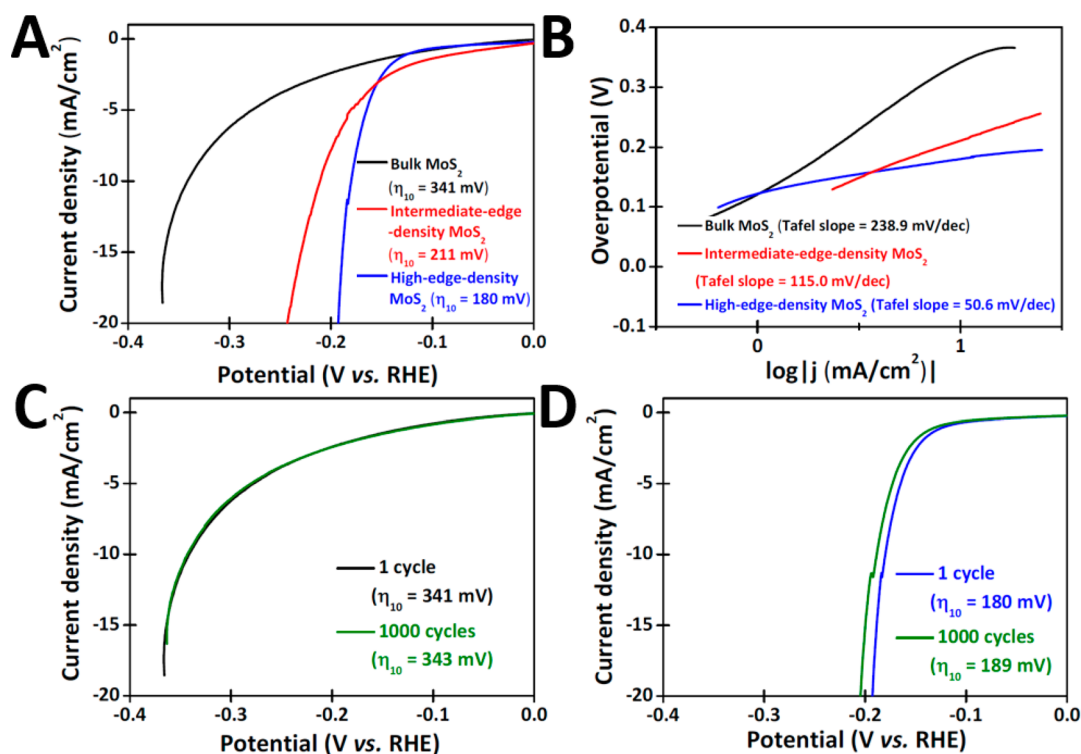 A
Current density (mA/cm²)
0
-5
-10
-15
-20
Bulk MoS₂
(η₁₀ = 341 mV)
Intermediate-edge
-density MoS₂
(η₁₀ = 211 mV)
High-edge-density
MoS₂ (η₁₀ = 180 mV)
-0.4 -0.3 -0.2 -0.1 0.0
Potential (V vs. RHE)
B
Overpotential (V)
0.4
0.3
0.2
0.1
0.0
-0.1
Bulk MoS₂ (Tafel slope = 238.9 mV/dec)
Intermediate-edge-density MoS₂
(Tafel slope = 115.0 mV/dec)
High-edge-density MoS₂ (Tafel slope = 50.6 mV/dec)
0 1
log|j (mA/cm²)|
C
Current density (mA/cm²)
0
-5
-10
-15
-20
1 cycle
(η₁₀ = 341 mV)
1000 cycles
(η₁₀ = 343 mV)
-0.4 -0.3 -0.2 -0.1 0.0
Potential (V vs. RHE)
D
Current density (mA/cm²)
0
-5
-10
-15
-20
1 cycle
(η₁₀ = 180 mV)
1000 cycles
(η₁₀ = 189 mV)
-0.4 -0.3 -0.2 -0.1 0.0
Potential (V vs. RHE)